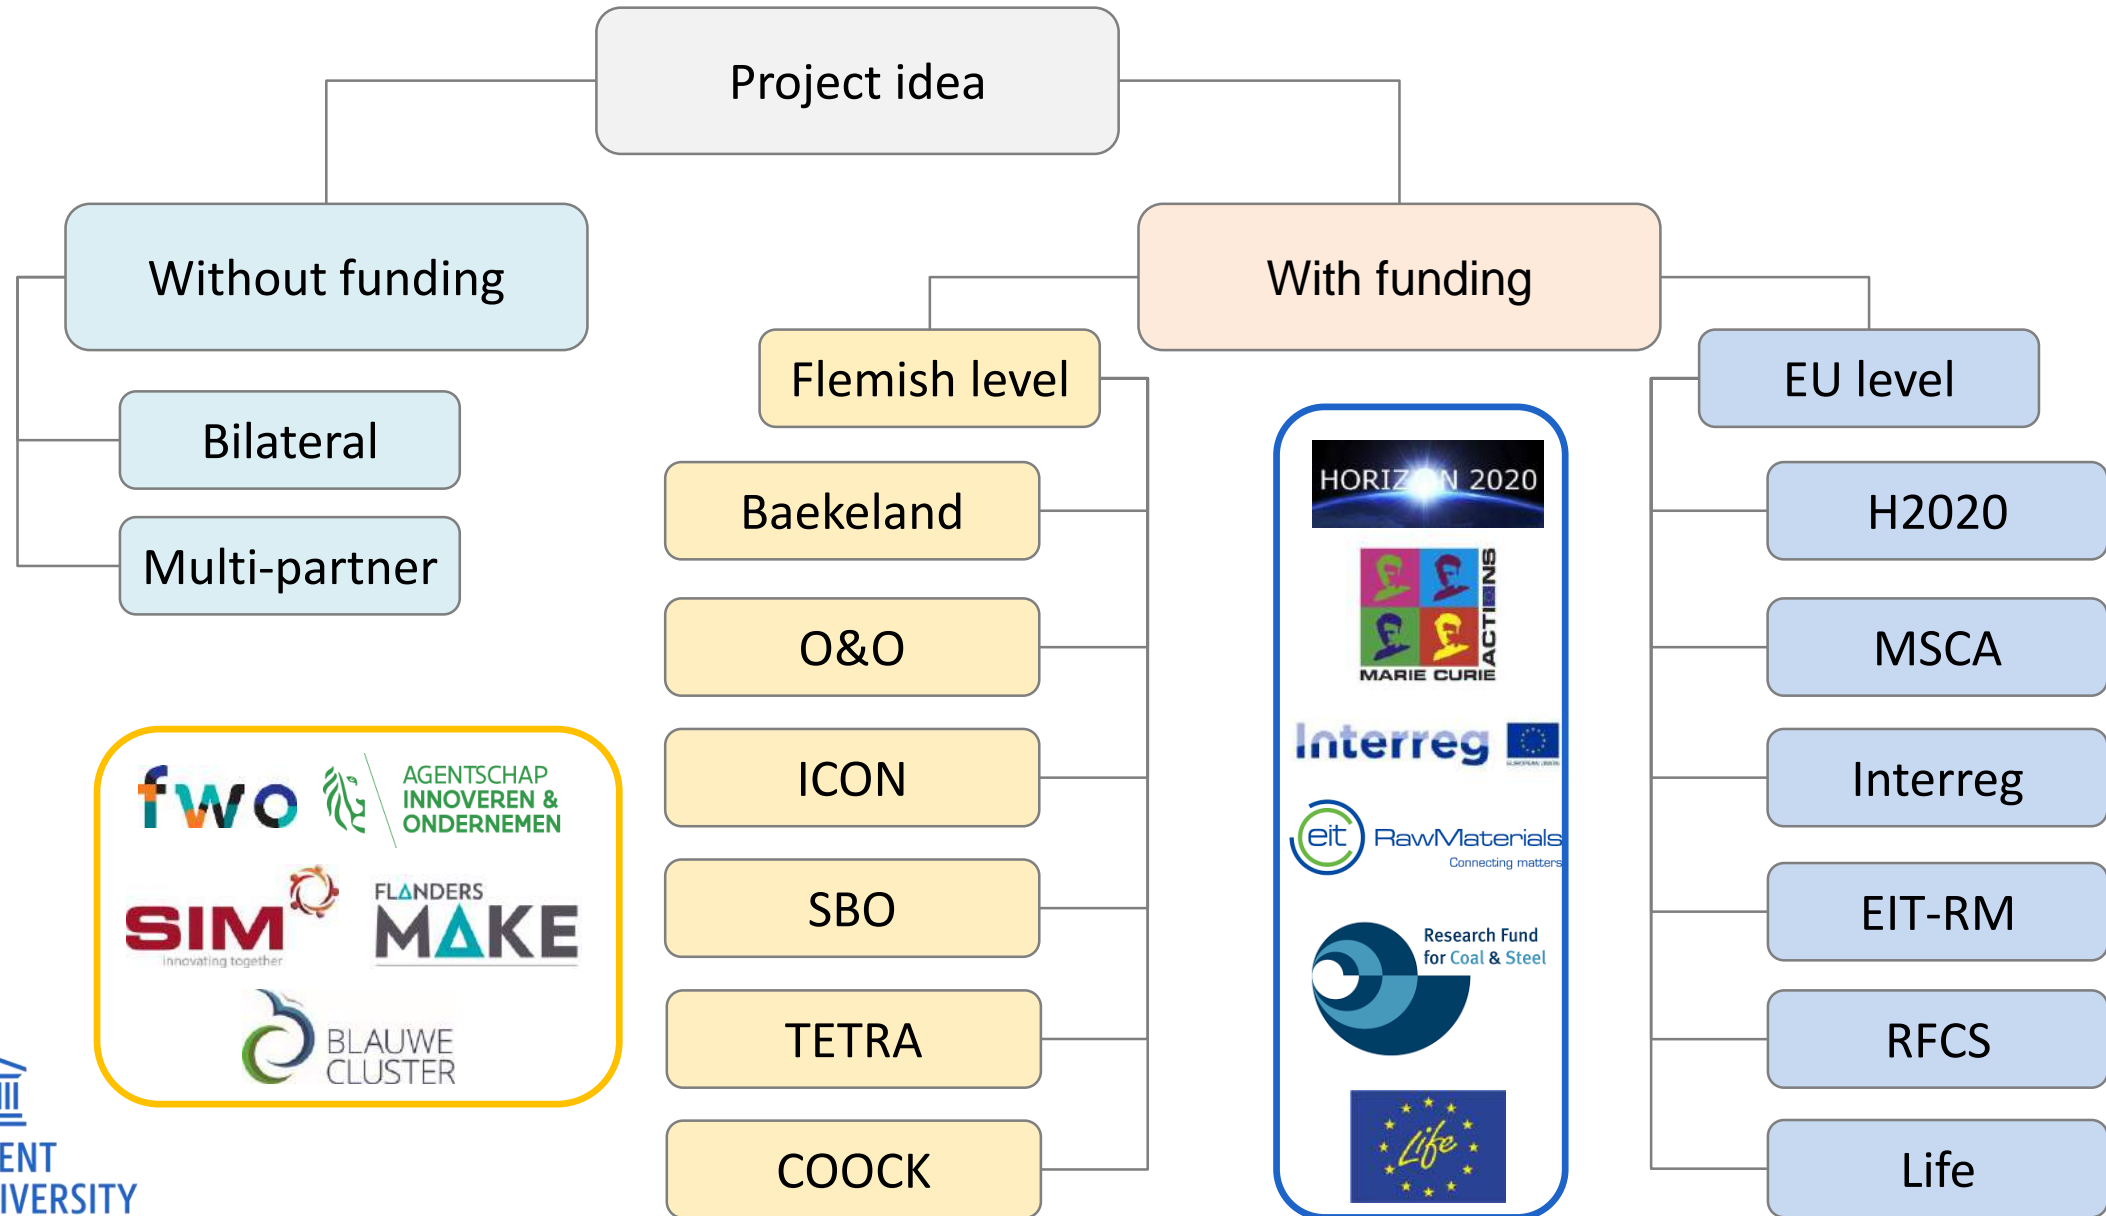 Project idea
Without funding
With funding
Bilateral
Multi-partner
Flemish level
Baekeland
O&O
ICON
SBO
TETRA
COOCK
EU level
H2020
MSCA
Interreg
EIT-RM
RFCS
Life
HORIZON 2020
MARIE CURIE
ACTIONS
Interreg
EUROPEAN UNION
eit RawMaterials
Connecting matters
Research Fund
for Coal & Steel
Life
fwo
AGENTSCHAP
INNOVEREN &
ONDERNEMEN
SIM
innovating together
FLANDERS
MAKE
BLAUWE
CLUSTER
ENT
IVERSITY